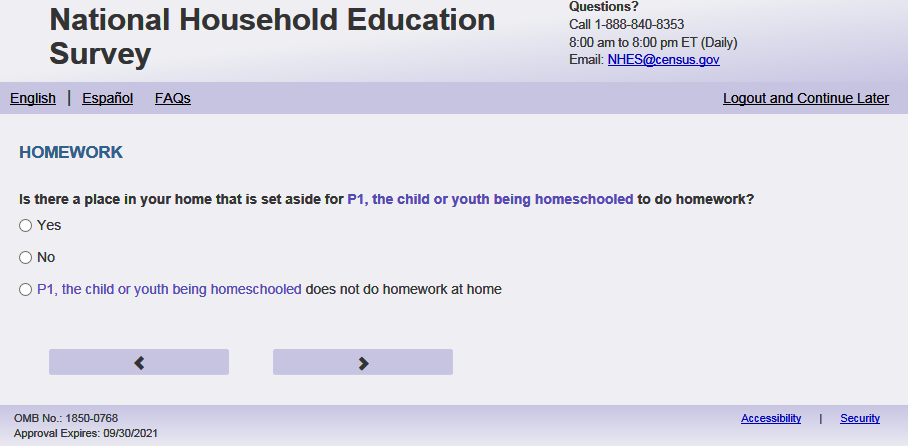 National Household Education
Survey
Questions?
Call 1-888-840-8353
8:00 am to 8:00 pm ET (Daily)
Email: NHES@census.gov
English | Español FAQs Logout and Continue Later
HOMEWORK
Is there a place in your home that is set aside for P1, the child or youth being homeschooled to do homework?
Yes
No
P1, the child or youth being homeschooled does not do homework at home
OMB No.: 1850-0768
Approval Expires: 09/30/2021
Accessibility | Security